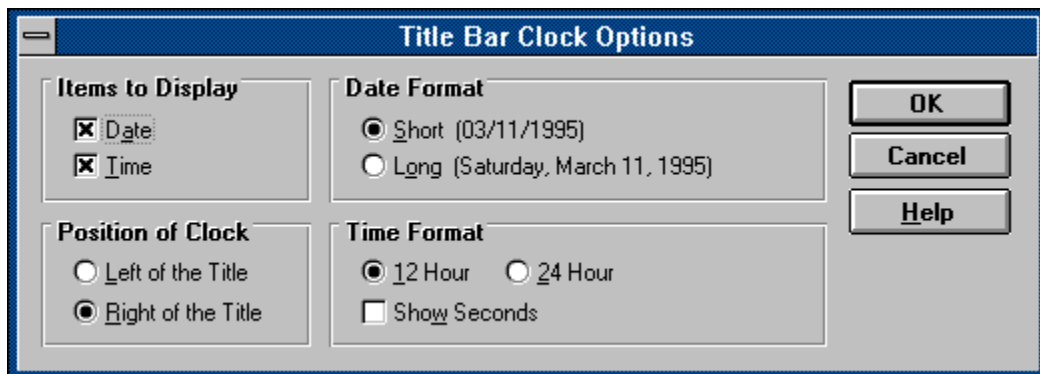 Title Bar Clock Options
Items to Display
Date
Time
Date Format
Short (03/11/1995)
Long (Saturday, March 11, 1995)
Position of Clock
Left of the Title
Right of the Title
Time Format
12 Hour 24 Hour
Show Seconds
OK
Cancel
Help